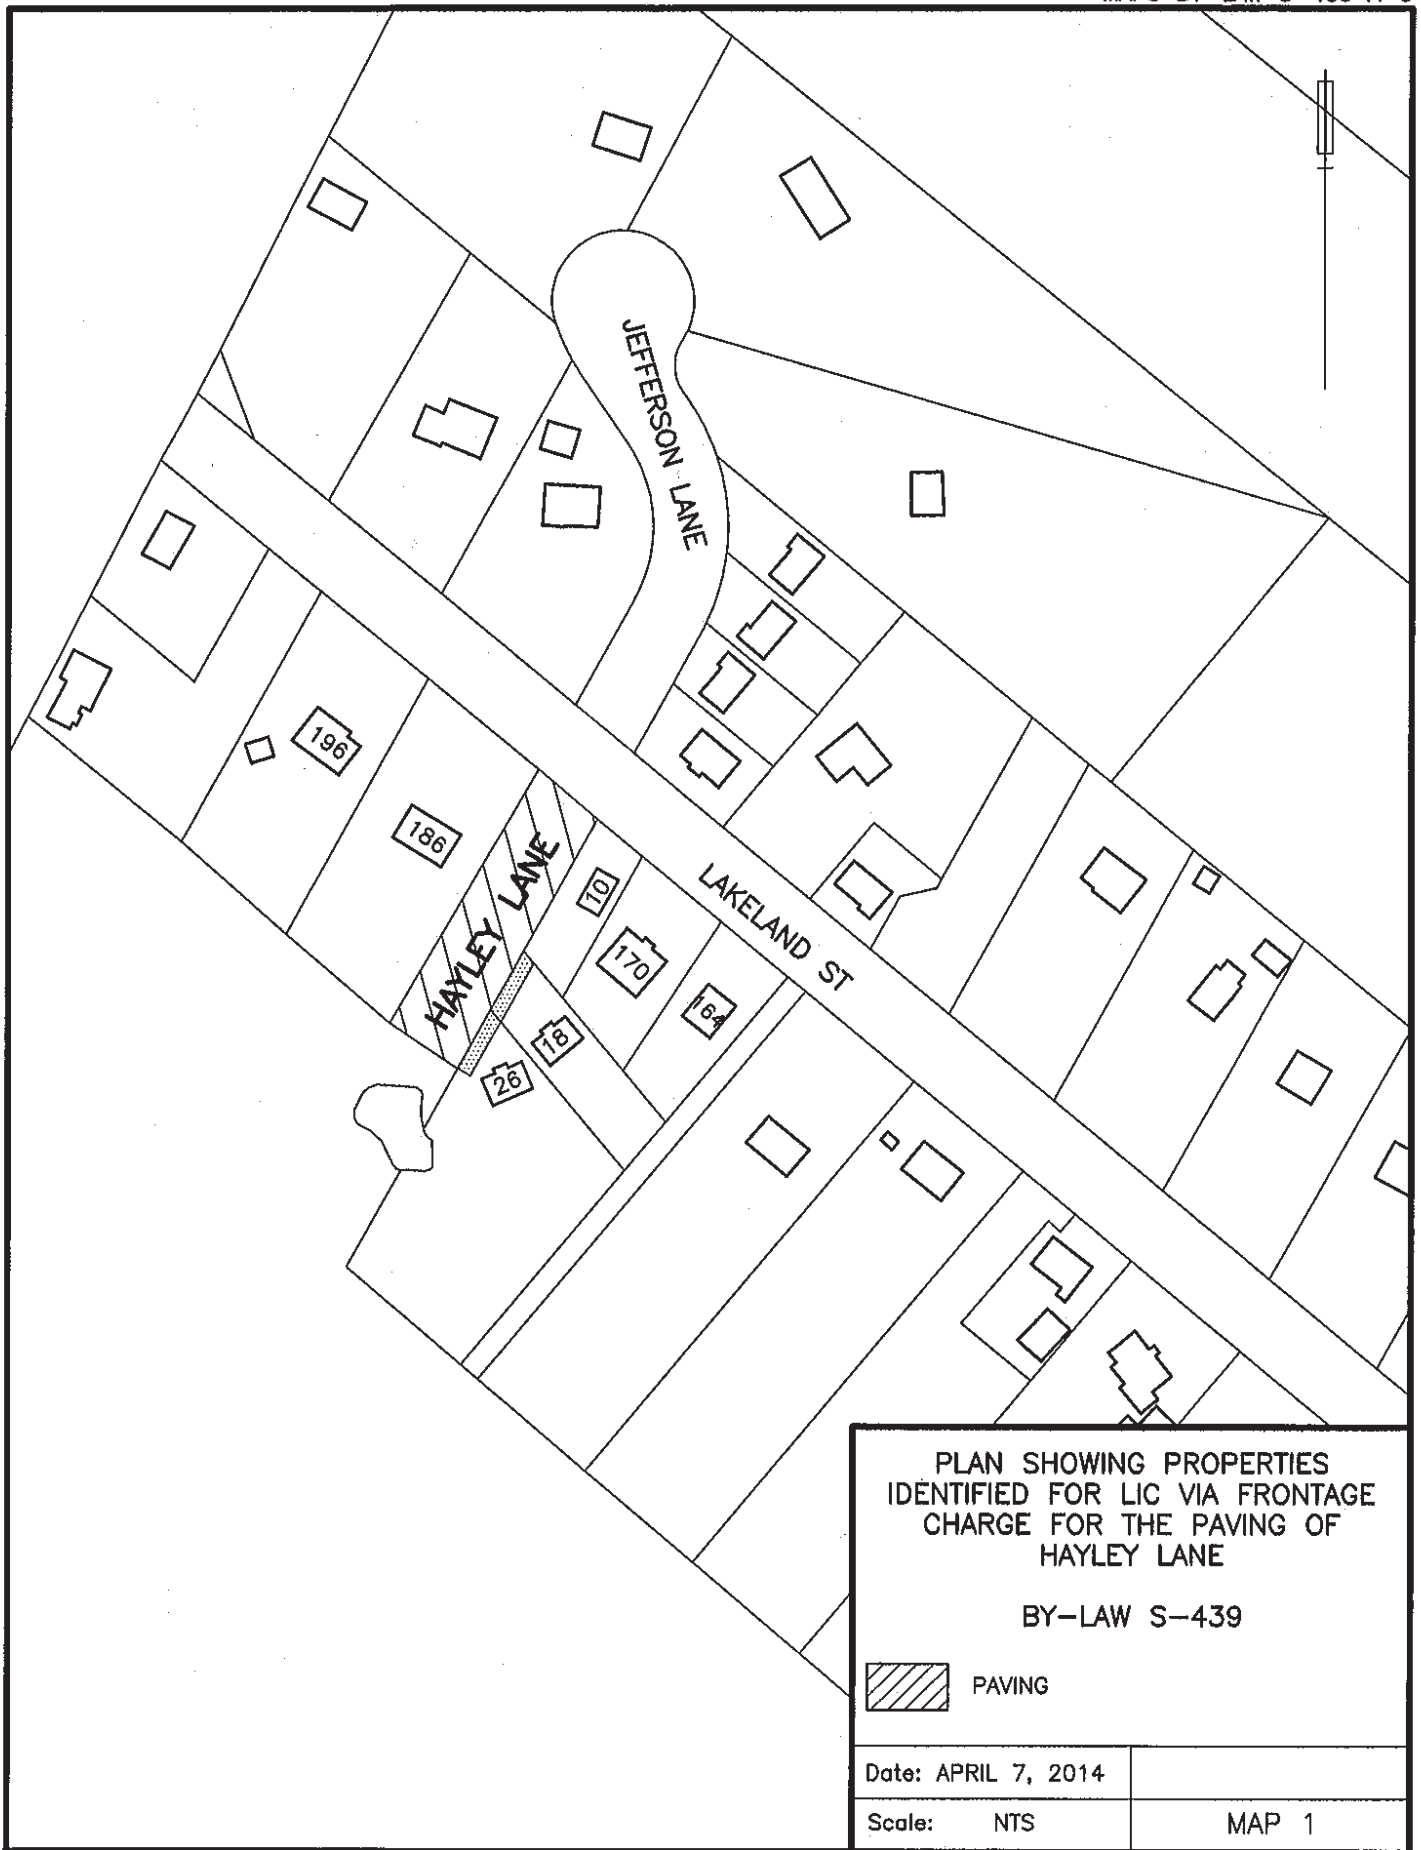 JEFFERSON LANE
196
186
HAYLEY LANE
10
170
LAKELAND ST
164
18
26
PLAN SHOWING PROPERTIES
IDENTIFIED FOR LIC VIA FRONTAGE
CHARGE FOR THE PAVING OF
HAYLEY LANE
BY-LAW S-439
PAVING
Date: APRIL 7, 2014
Scale: NTS
MAP 1